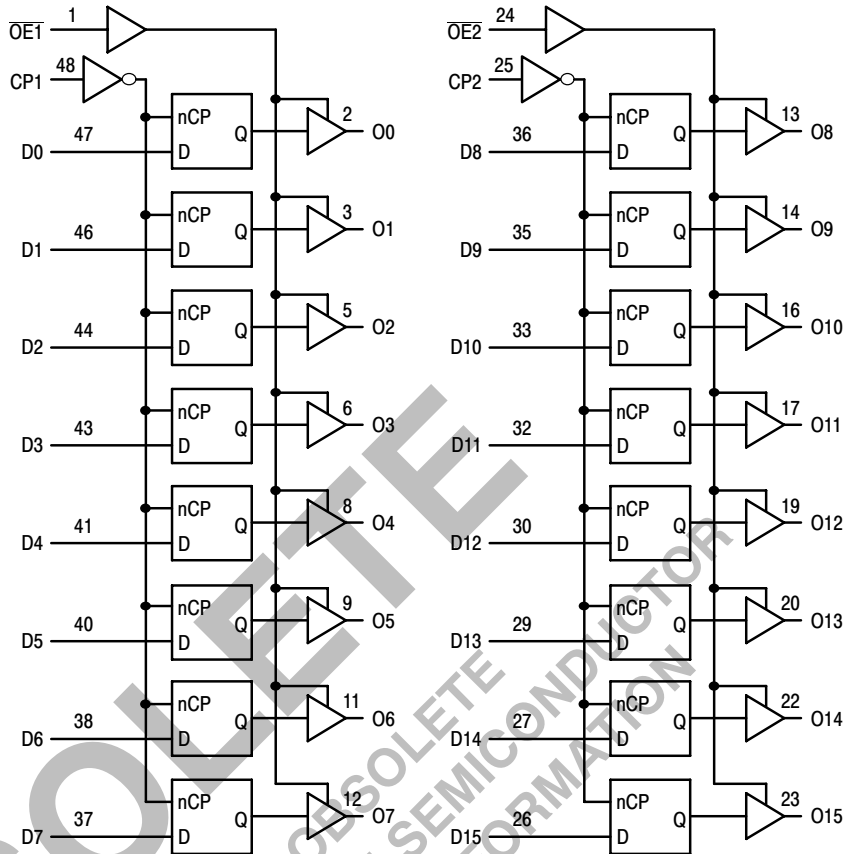 OE1 1
CP1 48
nCP
D0 47 D Q 2 O0
nCP
D1 46 D Q 3 O1
nCP
D2 44 D Q 5 O2
nCP
D3 43 D Q 6 O3
nCP
D4 41 D Q 8 O4
nCP
D5 40 D Q 9 O5
nCP
D6 38 D Q 11 O6
nCP
D7 37 D Q 12 O7
OE2 24
CP2 25
nCP
D8 36 D Q 13 O8
nCP
D9 35 D Q 14 O9
nCP
D10 33 D Q 16 O10
nCP
D11 32 D Q 17 O11
nCP
D12 30 D Q 19 O12
nCP
D13 29 D Q 20 O13
nCP
D14 27 D Q 22 O14
nCP
D15 26 D Q 23 O15
OBSOLETE
SEMICONDUCTOR